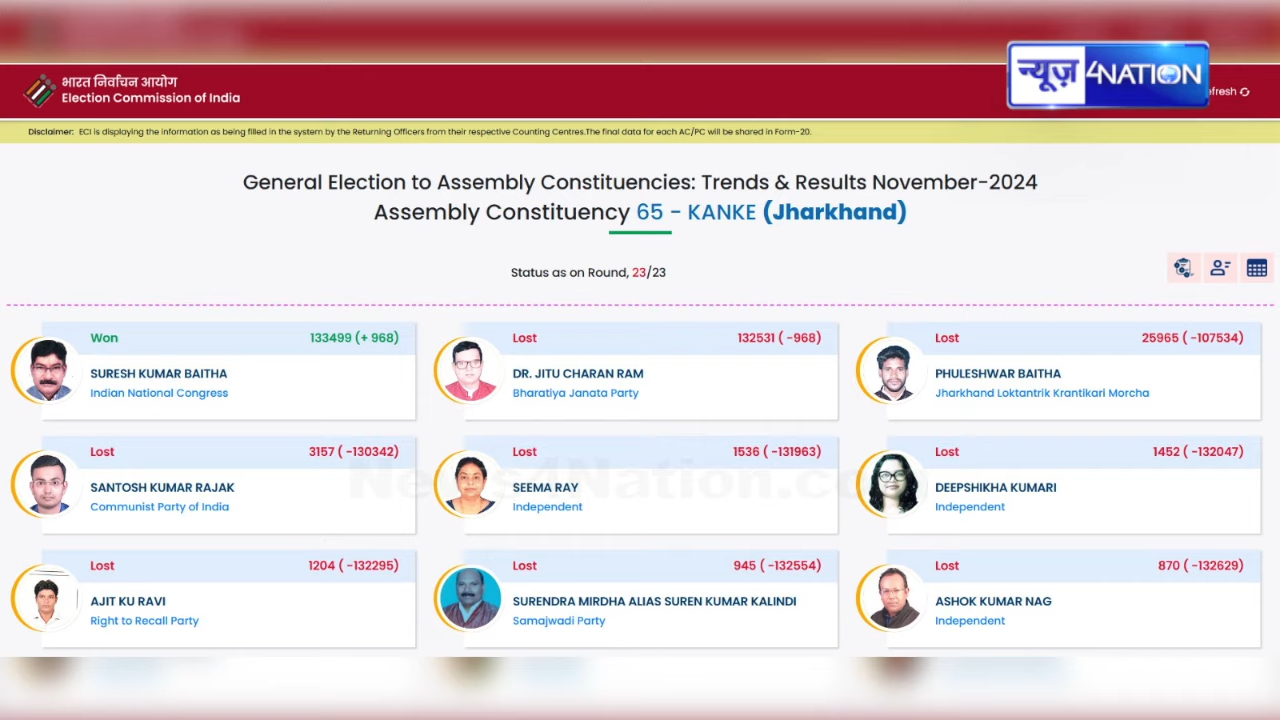 न्यूज़ 4NATION
भारत निर्वाचन आयोग
Election Commission of India
Disclaimer: ECI is displaying the information as being filled in the system by the Returning Officers from their respective Counting Centres.The final data for each AC/PC will be shared in Form-20.
General Election to Assembly Constituencies: Trends & Results November-2024
Assembly Constituency 65 - KANKE (Jharkhand)
Status as on Round, 23/23
Won 133499 (+ 968)
SURESH KUMAR BAITHA
Indian National Congress
Lost 132531 ( -968)
DR. JITU CHARAN RAM
Bharatiya Janata Party
Lost 25965 ( -107534)
PHULESHWAR BAITHA
Jharkhand Loktantrik Krantikari Morcha
Lost 3157 ( -130342)
SANTOSH KUMAR RAJAK
Communist Party of India
Lost 1536 ( -131963)
SEEMA RAY
Independent
Lost 1452 ( -132047)
DEEPSHIKHA KUMARI
Independent
Lost 1204 ( -132295)
AJIT KU RAVI
Right to Recall Party
Lost 945 ( -132554)
SURENDRA MIRDHA ALIAS SUREN KUMAR KALINDI
Samajwadi Party
Lost 870 ( -132629)
ASHOK KUMAR NAG
Independent